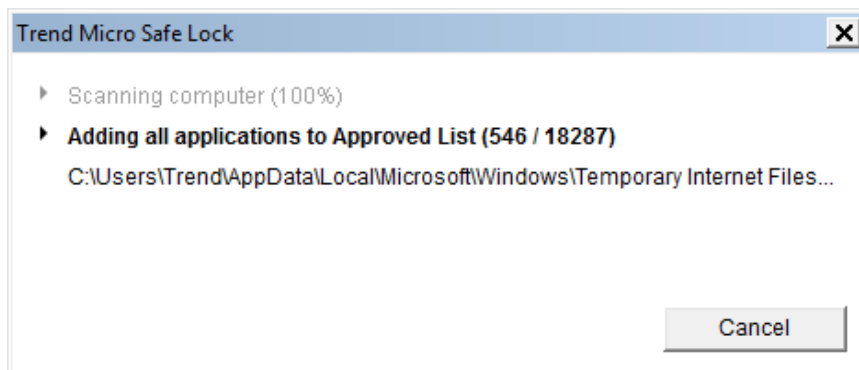 Trend Micro Safe Lock
Scanning computer (100%)
Adding all applications to Approved List (546 / 18287)
C:\Users\Trend\AppData\Local\Microsoft\Windows\Temporary Internet Files...
Cancel